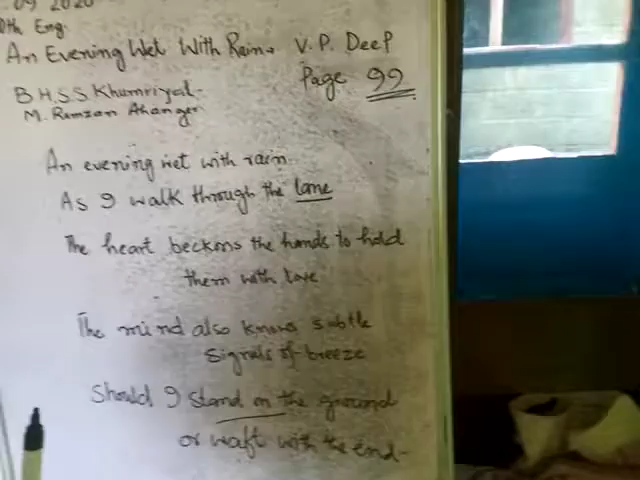 09 2020
0th Eng.
An Evening Wet With Rain. V.P. Deep
Page 99
B.H.S.S Khumriyal-
M. Ramzan Ahanger
An evening wet with rain
As I walk through the lane
The heart beckons the hands to hold
them with love
The mind also knows subtle
signals of breeze
Should I stand on the ground
or waft with the end-